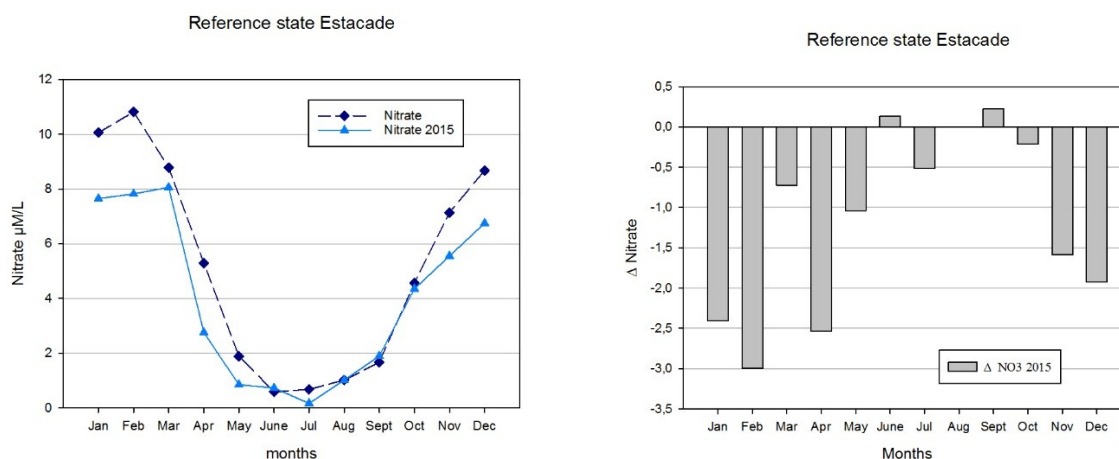 Reference state Estacade
12
10
8
6
4
2
0
Nitrate µM/L
Nitrate
Nitrate 2015
Jan Feb Mar Apr May June Jul Aug Sept Oct Nov Dec
months
Reference state Estacade
0,5
0,0
-0,5
-1,0
-1,5
-2,0
-2,5
-3,0
-3,5
Δ Nitrate
Δ NO3 2015
Jan Feb Mar Apr May June Jul Aug Sept Oct Nov Dec
Months